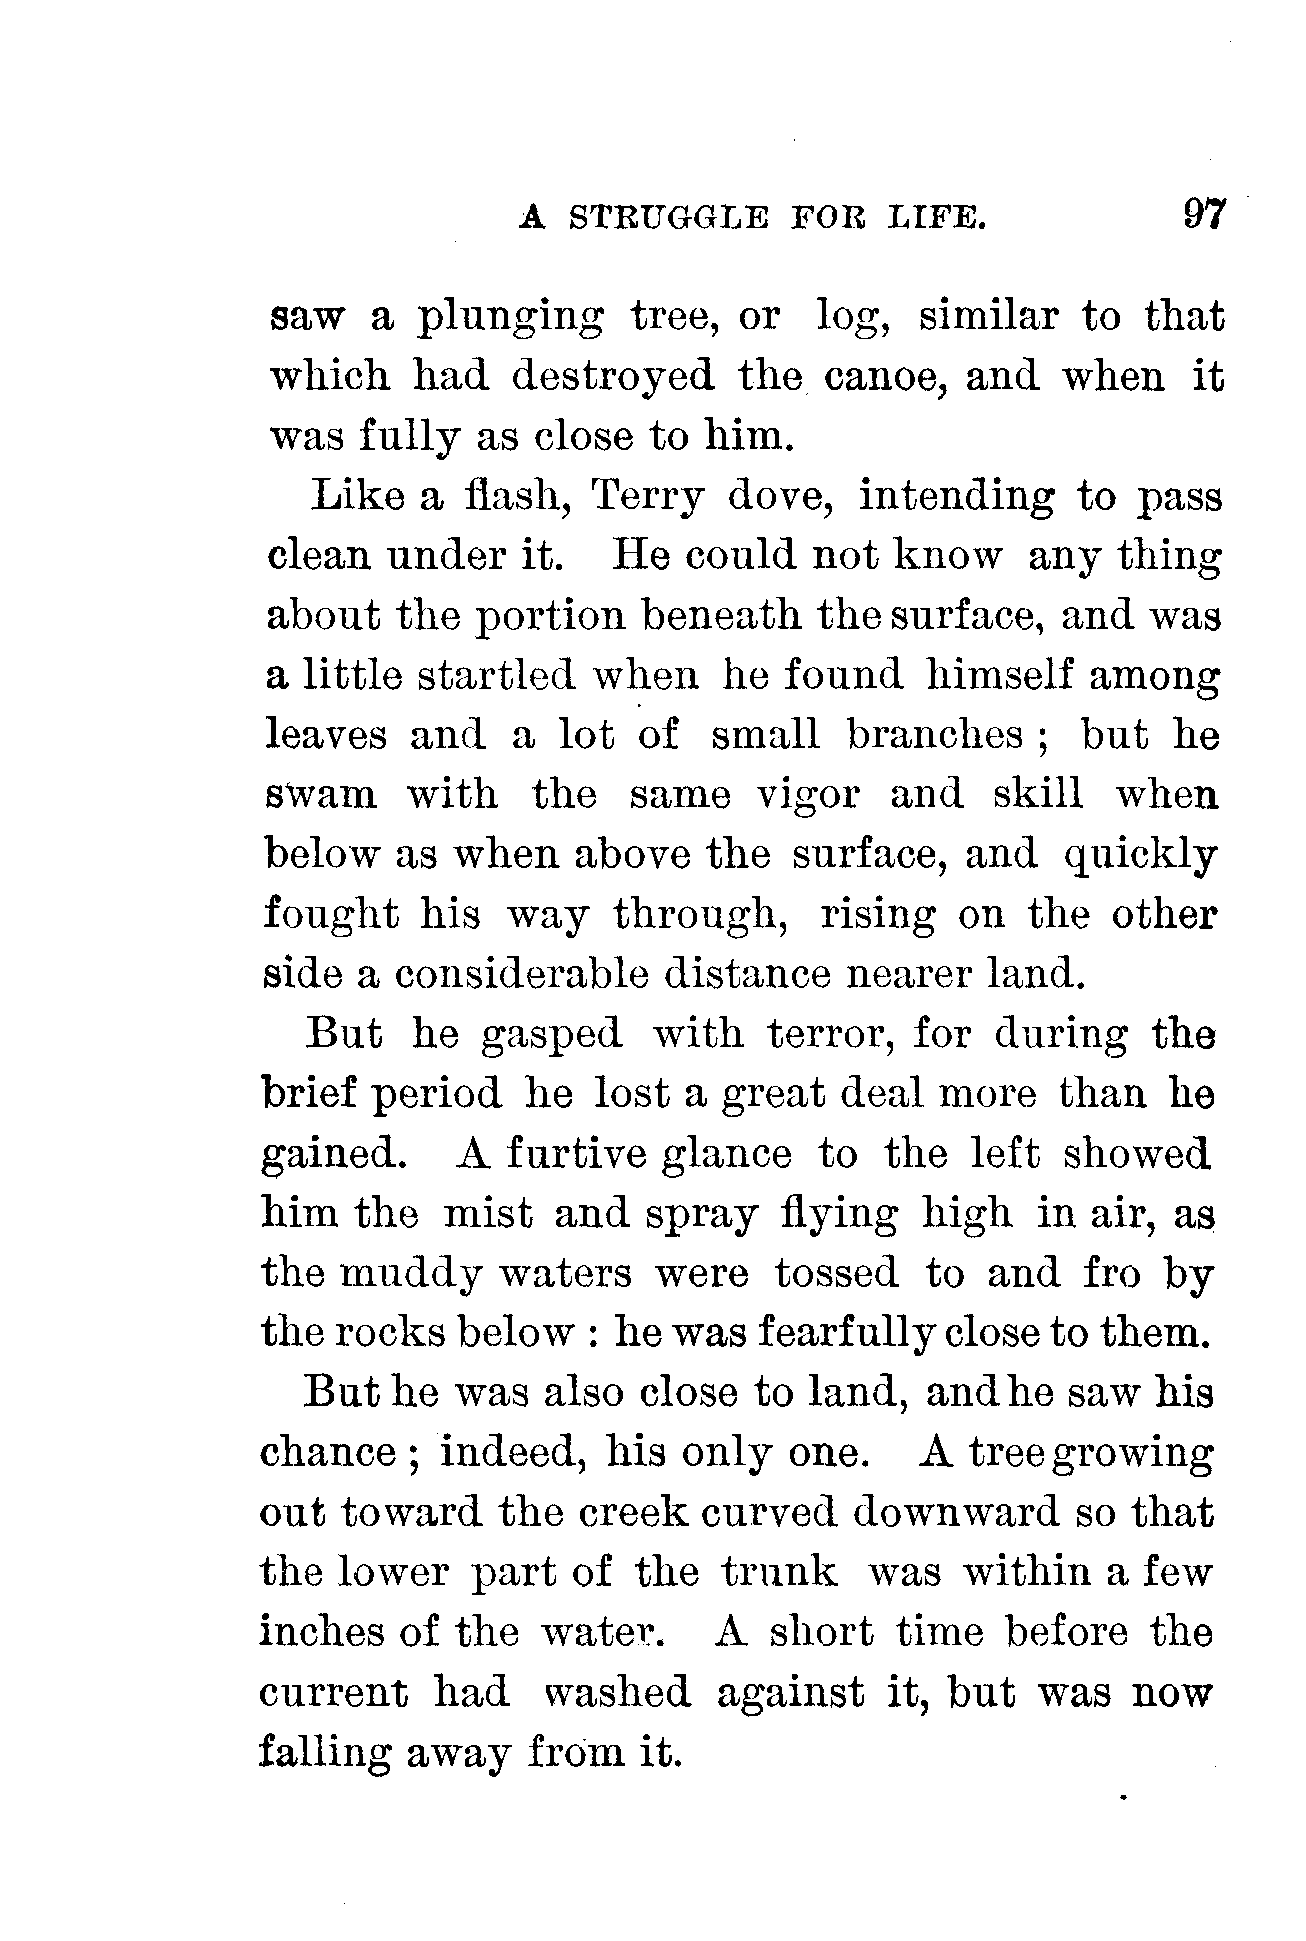 A STRUGGLE FOR LIFE. 97
saw a plunging tree, or log, similar to that
which had destroyed the canoe, and when it
was fully as close to him.
Like a flash, Terry dove, intending to pass
clean under it. He could not know any thing
about the portion beneath the surface, and was
a little startled when he found himself among
leaves and a lot of small branches ; but he
swam with the same vigor and skill when
below as when above the surface, and quickly
fought his way through, rising on the other
side a considerable distance nearer land.
But he gasped with terror, for during the
brief period he lost a great deal more than he
gained. A furtive glance to the left showed
him the mist and spray flying high in air, as
the muddy waters were tossed to and fro by
the rocks below : he was fearfully close to them.
But he was also close to land, and he saw his
chance ; indeed, his only one. A tree growing
out toward the creek curved downward so that
the lower part of the trunk was within a few
inches of the water. A short time before the
current had washed against it, but was now
falling away from it.